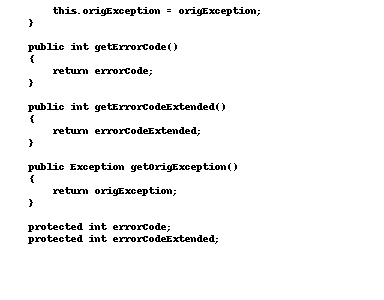 this.origException = origException;
}
public int getErrorCode()
{
return errorCode;
}
public int getErrorCodeExtended()
{
return errorCodeExtended;
}
public Exception getOrigException()
{
return origException;
}
protected int errorCode;
protected int errorCodeExtended;